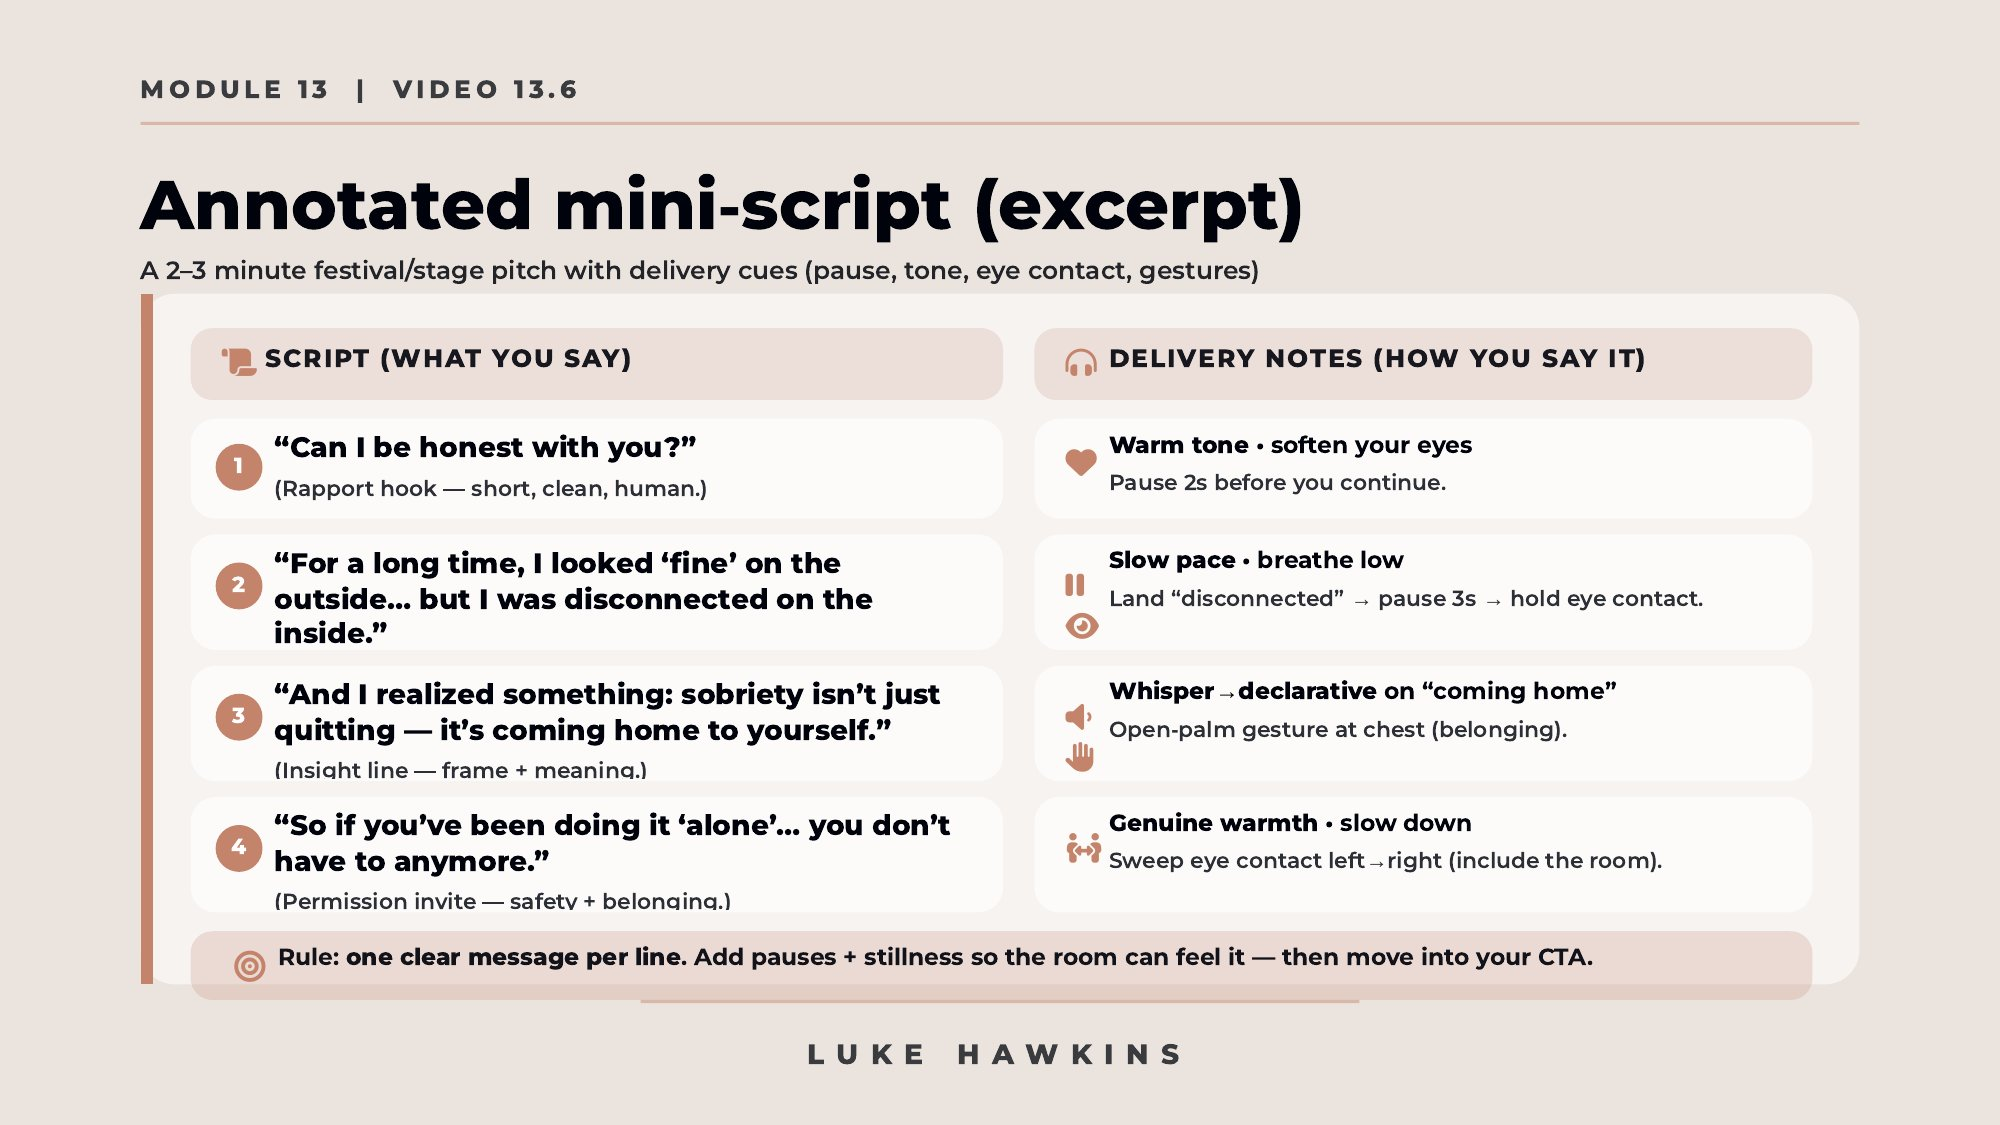 MODULE 13 | VIDEO 13.6
Annotated mini-script (excerpt)
A 2–3 minute festival/stage pitch with delivery cues (pause, tone, eye contact, gestures)
SCRIPT (WHAT YOU SAY)
1
“Can I be honest with you?”
(Rapport hook — short, clean, human.)
2
“For a long time, I looked ‘fine’ on the
outside... but I was disconnected on the
inside.”
3
“And I realized something: sobriety isn’t just
quitting — it’s coming home to yourself.”
(Insight line — frame + meaning.)
4
“So if you’ve been doing it ‘alone’... you don’t
have to anymore.”
(Permission invite — safety + belonging.)
DELIVERY NOTES (HOW YOU SAY IT)
Warm tone • soften your eyes
Pause 2s before you continue.
Slow pace • breathe low
Land “disconnected” → pause 3s → hold eye contact.
Whisper→declarative on “coming home”
Open-palm gesture at chest (belonging).
Genuine warmth • slow down
Sweep eye contact left→right (include the room).
Rule: one clear message per line. Add pauses + stillness so the room can feel it — then move into your CTA.
LUKE HAWKINS